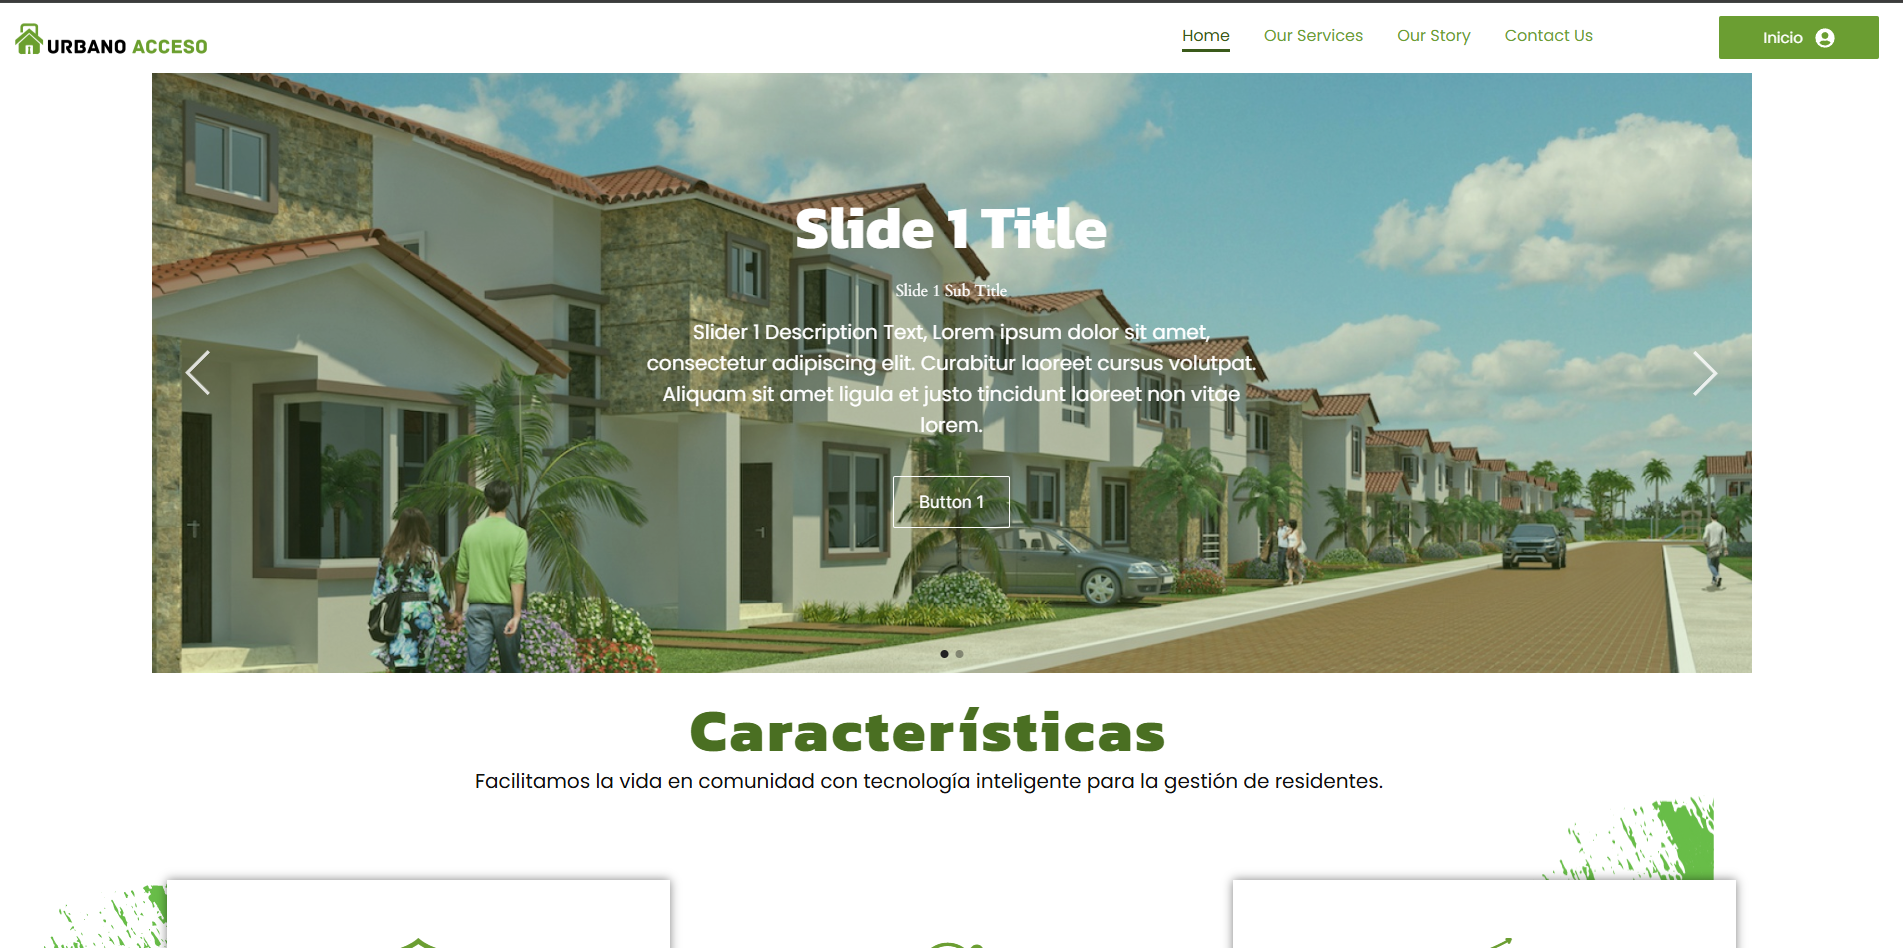 URBANO ACCESO
Home Our Services Our Story Contact Us
Inicio
Slide 1 Title
Slide 1 Sub Title
Slider 1 Description Text, Lorem ipsum dolor sit amet,
consectetur adipiscing elit. Curabitur laoreet cursus volutpat.
Aliquam sit amet ligula et justo tincidunt laoreet non vitae
lorem.
Button 1
Características
Facilitamos la vida en comunidad con tecnología inteligente para la gestión de residentes.